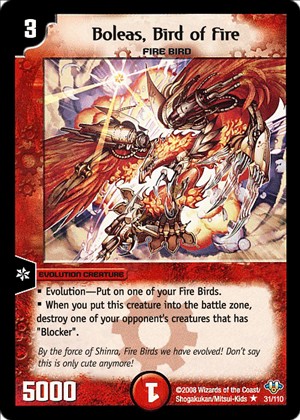 3
Boleas, Bird of Fire
FIRE BIRD
EVOLUTION CREATURE
■ Evolution—Put on one of your Fire Birds.
■ When you put this creature into the battle zone,
destroy one of your opponent's creatures that has
"Blocker".
By the force of Shinra, Fire Birds we have evolved! Don't say
this is only cute anymore!
5000
1
©2008 Wizards of the Coast/
Shogakukan/Mitsui-Kids ★ 31/110